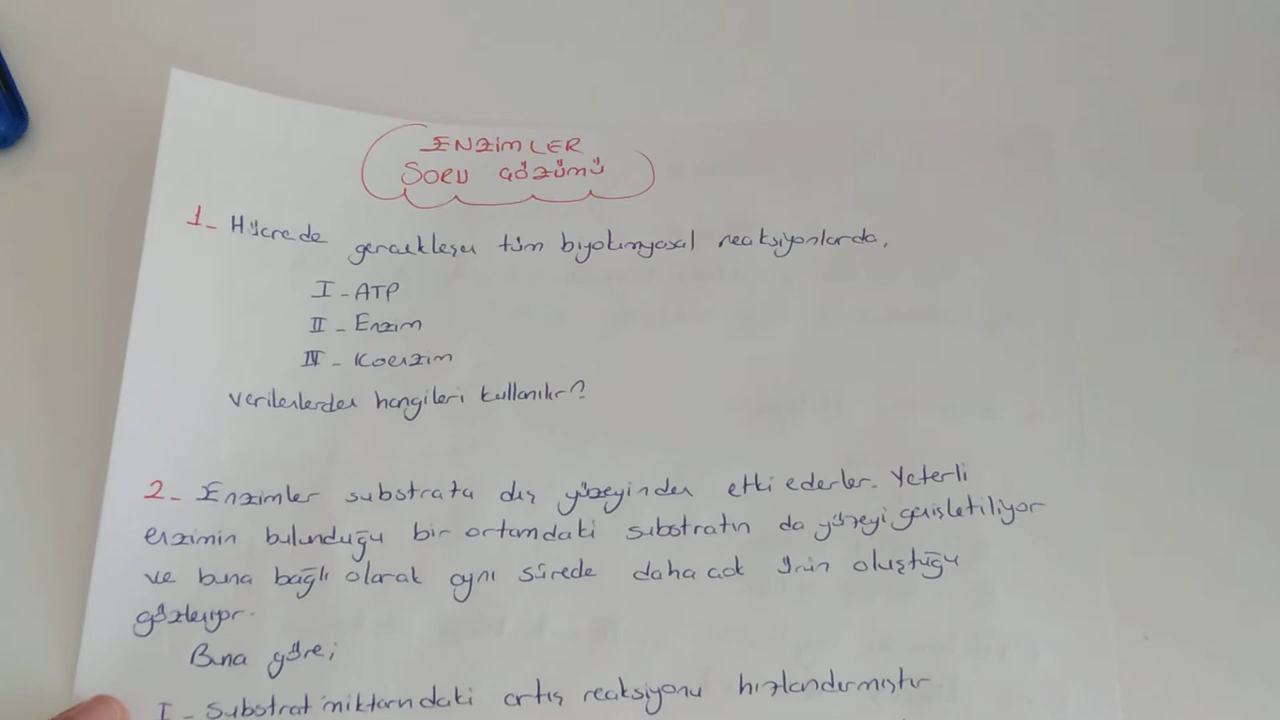 ENZİMLER
SORU ÇÖZÜMÜ
1- Hücrede gerçekleşen tüm biyokimyasal reaksiyonlarda,
I - ATP
II - Enzim
IV - Koenzim
verilenlerden hangileri kullanılır?
2- Enzimler substrata dış yüzeyinden etki ederler. Yeterli
enzimin bulunduğu bir ortamdaki substratın da yüzeyi genişletiliyor
ve buna bağlı olarak aynı sürede daha çok ürün oluştuğu
gözleniyor.
Buna göre;
I - Substrat miktarındaki artış reaksiyonu hızlandırmıştır